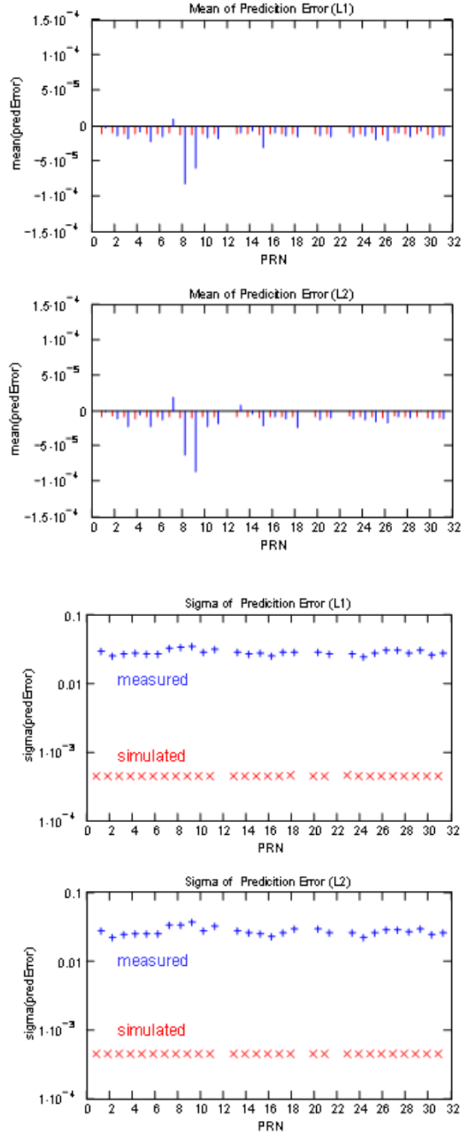 Mean of Predicition Error (L1)
1.5·10⁻⁴
1·10⁻⁴
5·10⁻⁵
0
−5·10⁻⁵
−1·10⁻⁴
−1.5·10⁻⁴
mean(predError)
0 2 4 6 8 10 12 14 16 18 20 22 24 26 28 30 32
PRN
Mean of Predicition Error (L2)
1.5·10⁻⁴
1·10⁻⁴
5·10⁻⁵
0
−5·10⁻⁵
−1·10⁻⁴
−1.5·10⁻⁴
mean(predError)
0 2 4 6 8 10 12 14 16 18 20 22 24 26 28 30 32
PRN
Sigma of Predicition Error (L1)
0.1
0.01
1·10⁻³
1·10⁻⁴
sigma(predError)
measured
simulated
0 2 4 6 8 10 12 14 16 18 20 22 24 26 28 30 32
PRN
Sigma of Predicition Error (L2)
0.1
0.01
1·10⁻³
1·10⁻⁴
sigma(predError)
measured
simulated
0 2 4 6 8 10 12 14 16 18 20 22 24 26 28 30 32
PRN